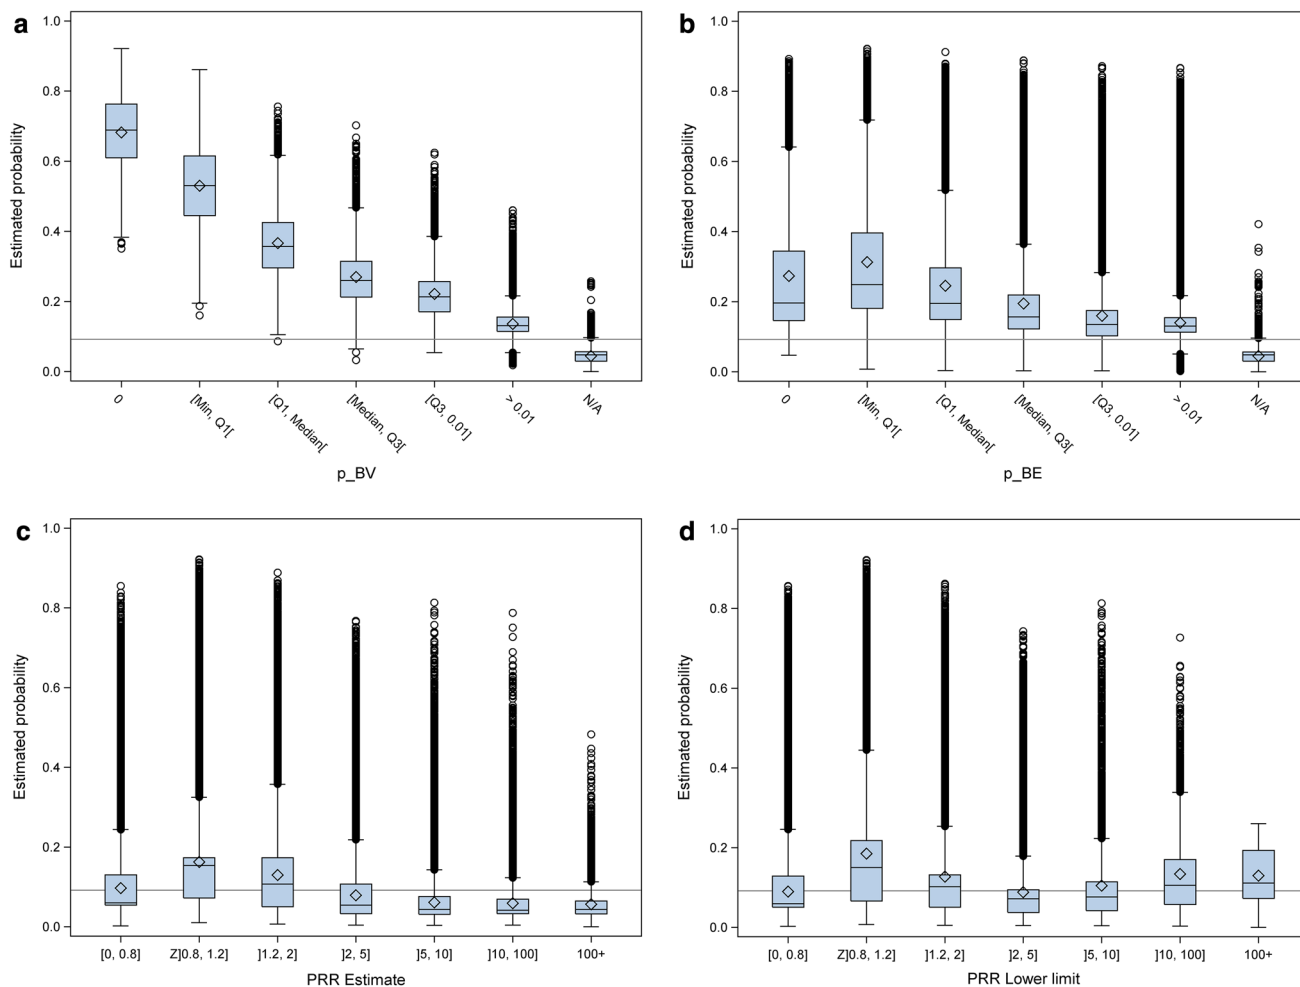 a
1.0
0.8
0.6
0.4
0.2
0.0
Estimated probability
0
[Min, Q1[
[Q1, Median[
[Median, Q3[
[Q3, 0.01]
> 0.01
N/A
p_BV
b
1.0
0.8
0.6
0.4
0.2
0.0
Estimated probability
0
[Min, Q1[
[Q1, Median[
[Median, Q3[
[Q3, 0.01]
> 0.01
N/A
p_BE
c
1.0
0.8
0.6
0.4
0.2
0.0
Estimated probability
[0, 0.8]
Z]0.8, 1.2]
]1.2, 2]
]2, 5]
]5, 10]
]10, 100]
100+
PRR Estimate
d
1.0
0.8
0.6
0.4
0.2
0.0
Estimated probability
[0, 0.8]
Z]0.8, 1.2]
]1.2, 2]
]2, 5]
]5, 10]
]10, 100]
100+
PRR Lower limit